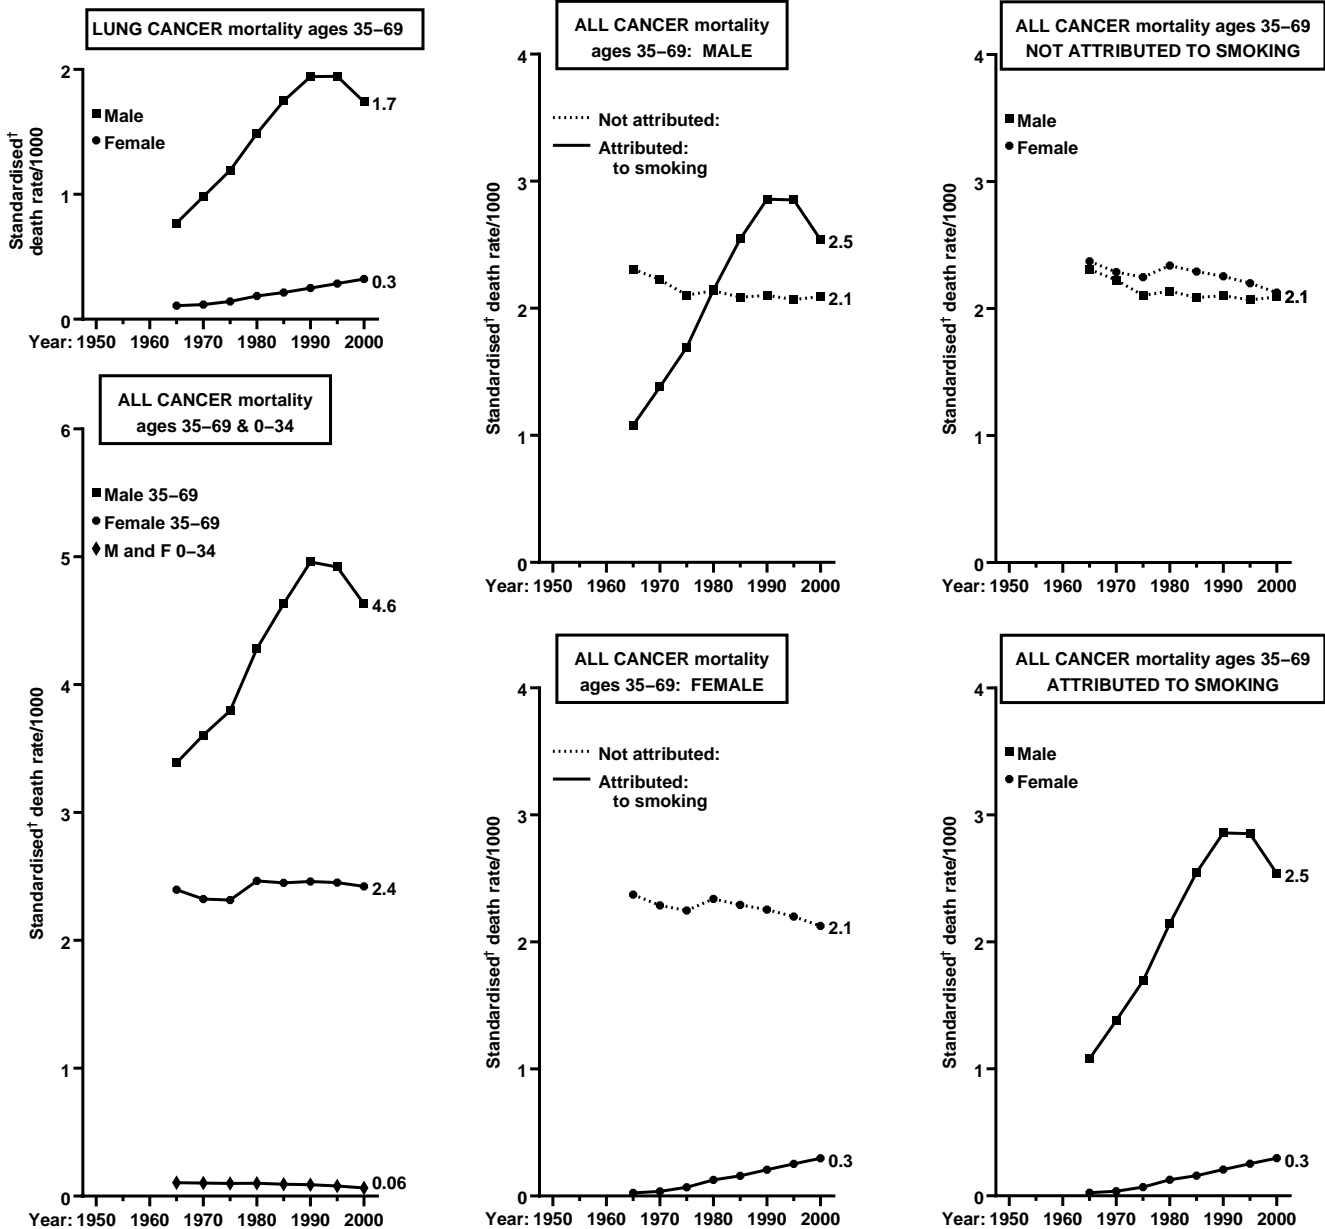 LUNG CANCER mortality ages 35–69
2
1
0
Standardised†
death rate/1000
Male
Female
1.7
0.3
Year: 1950 1960 1970 1980 1990 2000
ALL CANCER mortality
ages 35–69 & 0–34
6
5
4
3
2
1
0
Standardised† death rate/1000
Male 35–69
Female 35–69
M and F 0–34
4.6
2.4
0.06
Year: 1950 1960 1970 1980 1990 2000
ALL CANCER mortality
ages 35–69: MALE
4
3
2
1
0
Standardised† death rate/1000
Not attributed:
Attributed:
to smoking
2.5
2.1
Year: 1950 1960 1970 1980 1990 2000
ALL CANCER mortality
ages 35–69: FEMALE
4
3
2
1
0
Standardised† death rate/1000
Not attributed:
Attributed:
to smoking
2.1
0.3
Year: 1950 1960 1970 1980 1990 2000
ALL CANCER mortality ages 35–69
NOT ATTRIBUTED TO SMOKING
4
3
2
1
0
Standardised† death rate/1000
Male
Female
2.1
Year: 1950 1960 1970 1980 1990 2000
ALL CANCER mortality ages 35–69
ATTRIBUTED TO SMOKING
4
3
2
1
0
Standardised† death rate/1000
Male
Female
2.5
0.3
Year: 1950 1960 1970 1980 1990 2000